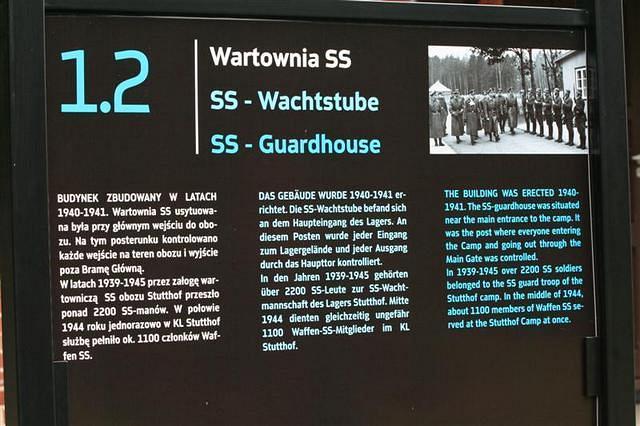 1.2
Wartownia SS
SS - Wachtstube
SS - Guardhouse
BUDYNEK ZBUDOWANY W LATACH
1940-1941. Wartownia SS usytuowa-
na była przy głównym wejściu do obo-
zu. Na tym posterunku kontrolowano
każde wejście na teren obozu i wyjście
poza Bramę Główną.
W latach 1939-1945 przez załogę war-
towniczą SS obozu Stutthof przeszło
ponad 2200 SS-manów. W połowie
1944 roku jednorazowo w KL Stutthof
służbę pełniło ok. 1100 członków Waf-
fen SS.
DAS GEBÄUDE WURDE 1940-1941 er-
richtet. Die SS-Wachtstube befand sich
an dem Haupteingang des Lagers. An
diesem Posten wurde jeder Eingang
zum Lagergelände und jeder Ausgang
durch das Haupttor kontrolliert.
In den Jahren 1939-1945 gehörten
über 2200 SS-Leute zur SS-Wacht-
mannschaft des Lagers Stutthof. Mitte
1944 dienten gleichzeitig ungefähr
1100 Waffen-SS-Mitglieder im KL
Stutthof.
THE BUILDING WAS ERECTED 1940-
1941. The SS-guardhouse was situated
near the main entrance to the camp. It
was the post where everyone entering
the Camp and going out through the
Main Gate was controlled.
In 1939-1945 over 2200 SS soldiers
belonged to the SS guard troop of the
Stutthof camp. In the middle of 1944,
about 1100 members of Waffen SS se-
rved at the Stutthof Camp at once.